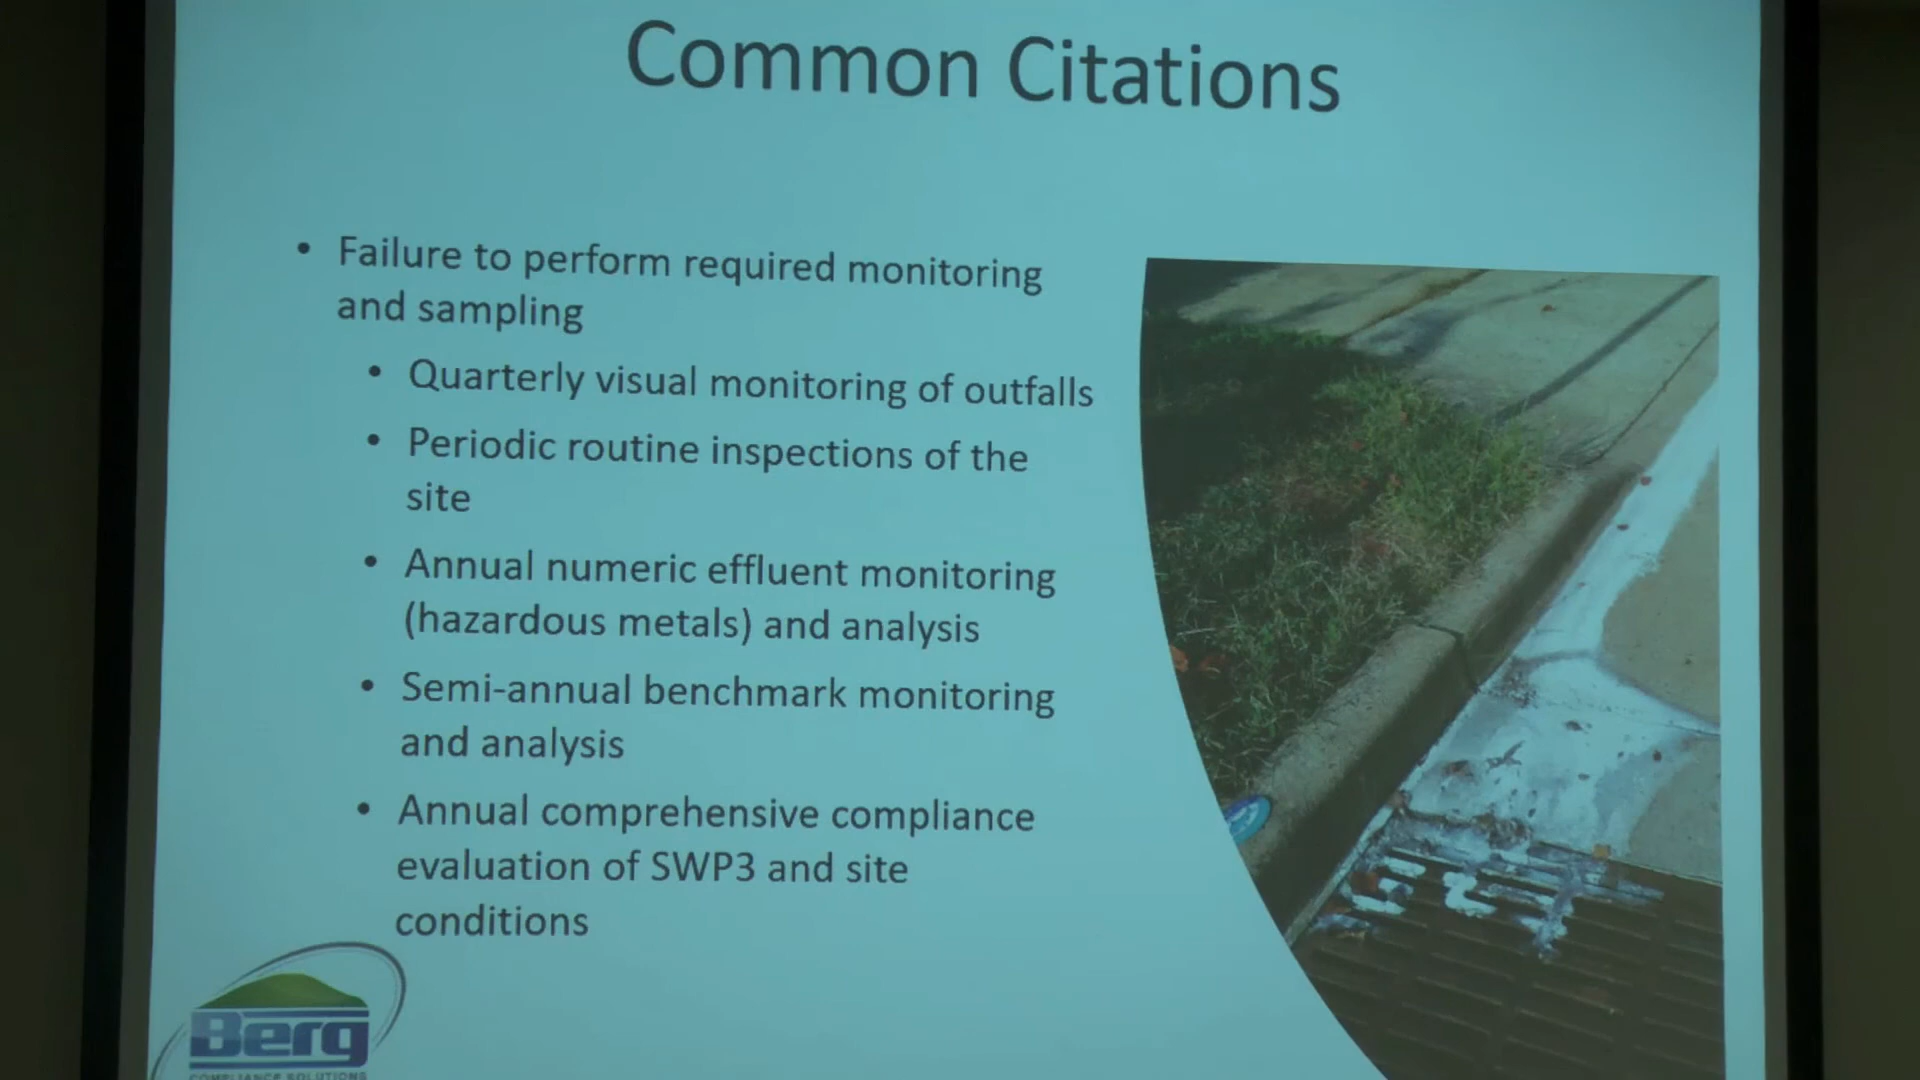 Common Citations
• Failure to perform required monitoring
and sampling
• Quarterly visual monitoring of outfalls
• Periodic routine inspections of the
site
• Annual numeric effluent monitoring
(hazardous metals) and analysis
• Semi-annual benchmark monitoring
and analysis
• Annual comprehensive compliance
evaluation of SWP3 and site
conditions
Berg
COMPLIANCE SOLUTIONS